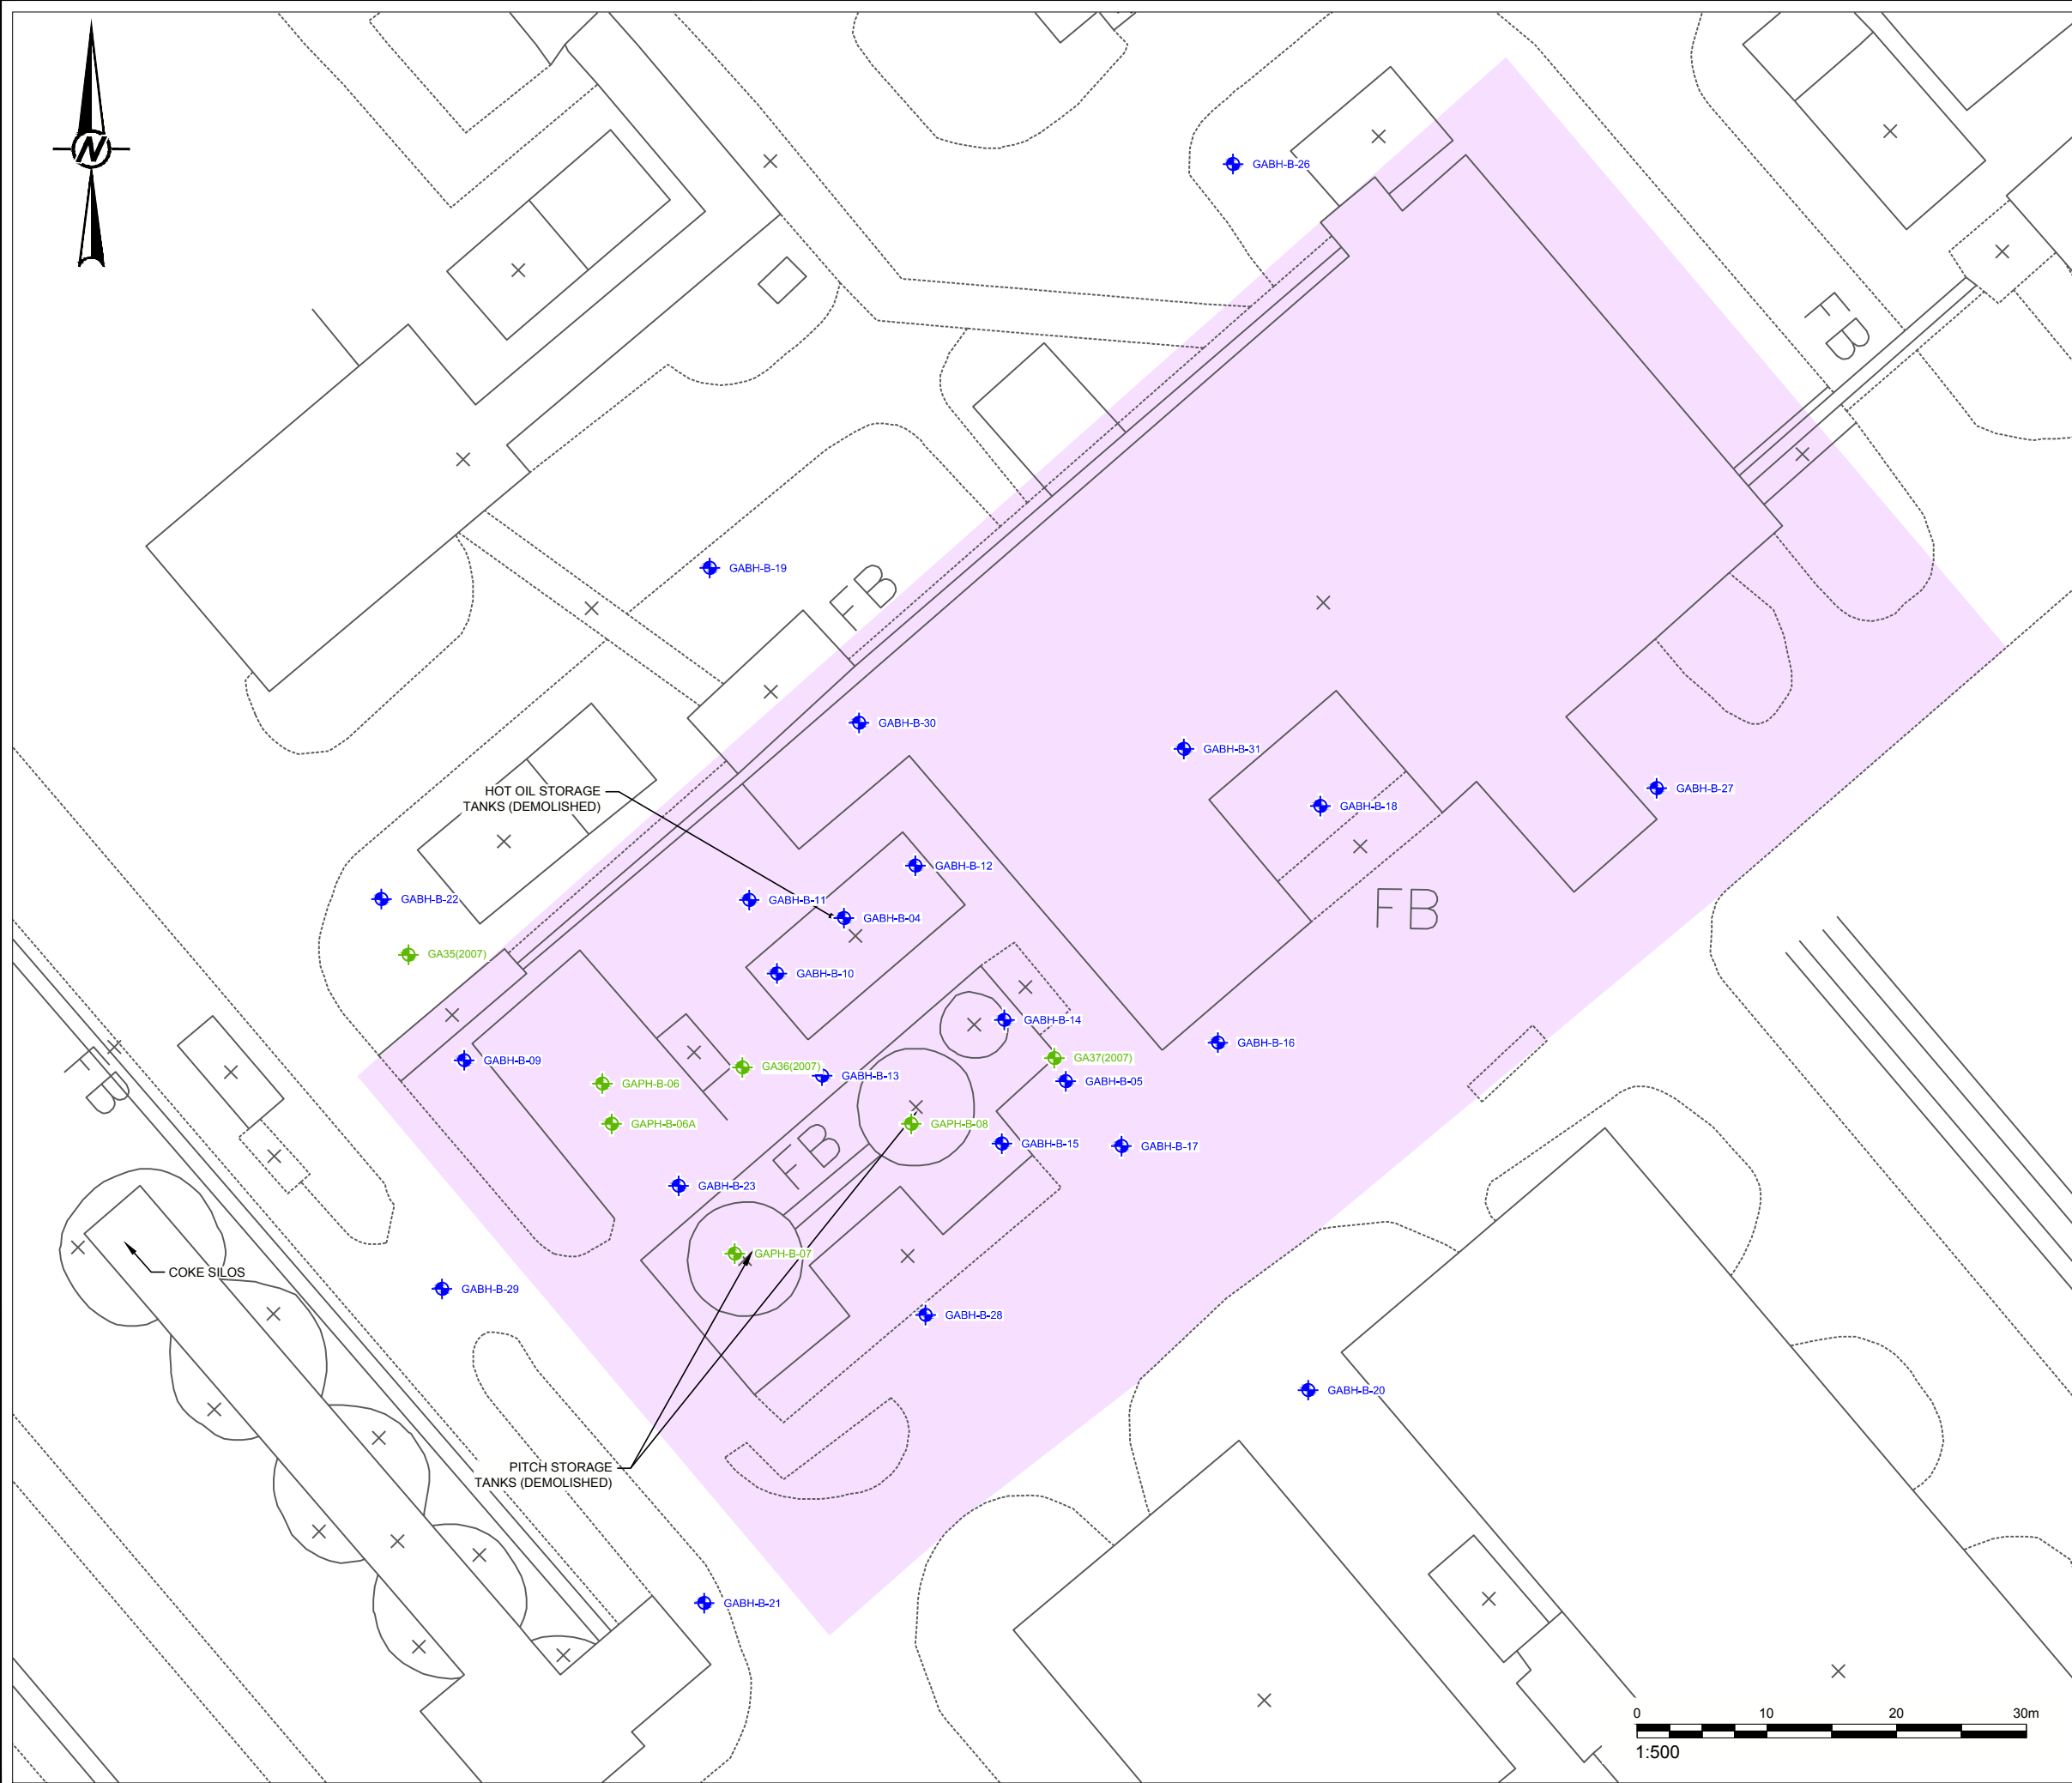 N
GABH-B-26
FB
GABH-B-19
FB
GABH-B-30
GABH-B-31
HOT OIL STORAGE
TANKS (DEMOLISHED)
GABH-B-18
GABH-B-27
GABH-B-12
GABH-B-22
GABH-B-11
GABH-B-04
FB
GA35(2007)
GABH-B-10
GABH-B-14
GABH-B-16
FB
GABH-B-09
GA37(2007)
GA36(2007)
GABH-B-13
GABH-B-05
GAPH-B-06
GAPH-B-06A
GAPH-B-08
FB
GABH-B-15
GABH-B-17
GABH-B-23
GAPH-B-07
COKE SILOS
GABH-B-29
GABH-B-28
GABH-B-20
PITCH STORAGE
TANKS (DEMOLISHED)
GABH-B-21
0 10 20 30m
1:500